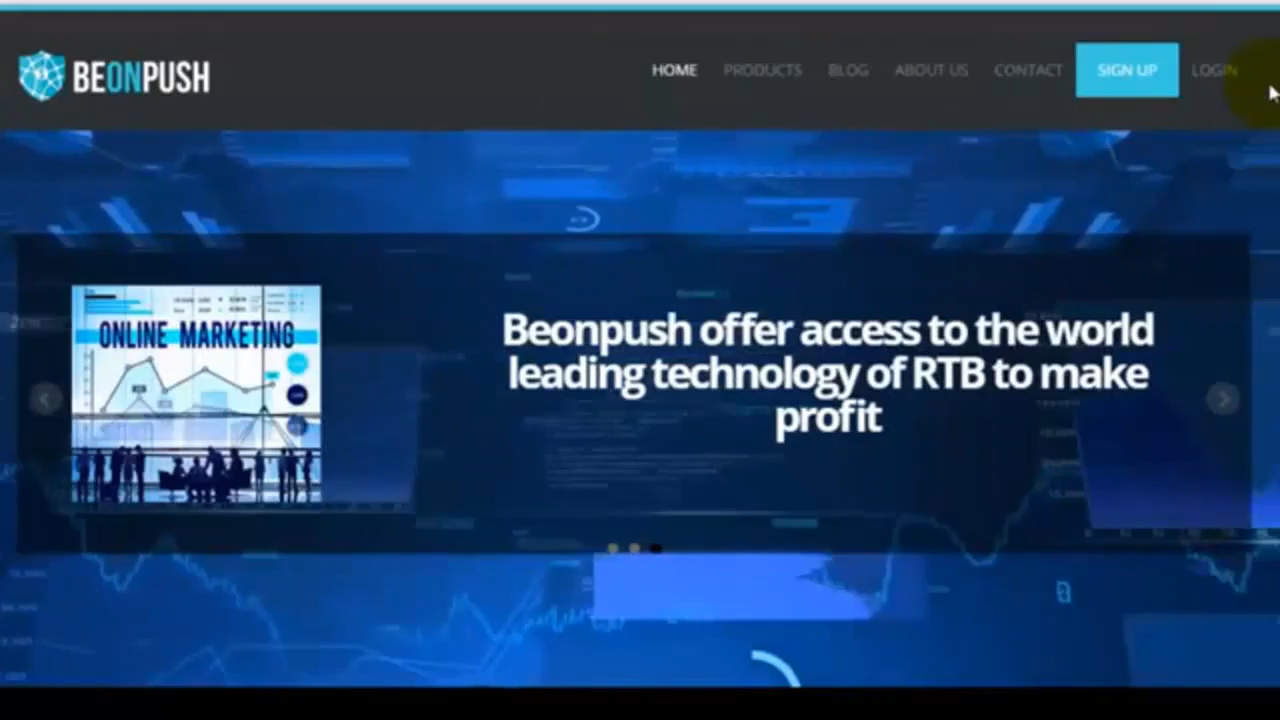 BEONPUSH
HOME PRODUCTS BLOG ABOUT US CONTACT SIGN UP LOGIN
ONLINE MARKETING
Beonpush offer access to the world
leading technology of RTB to make
profit